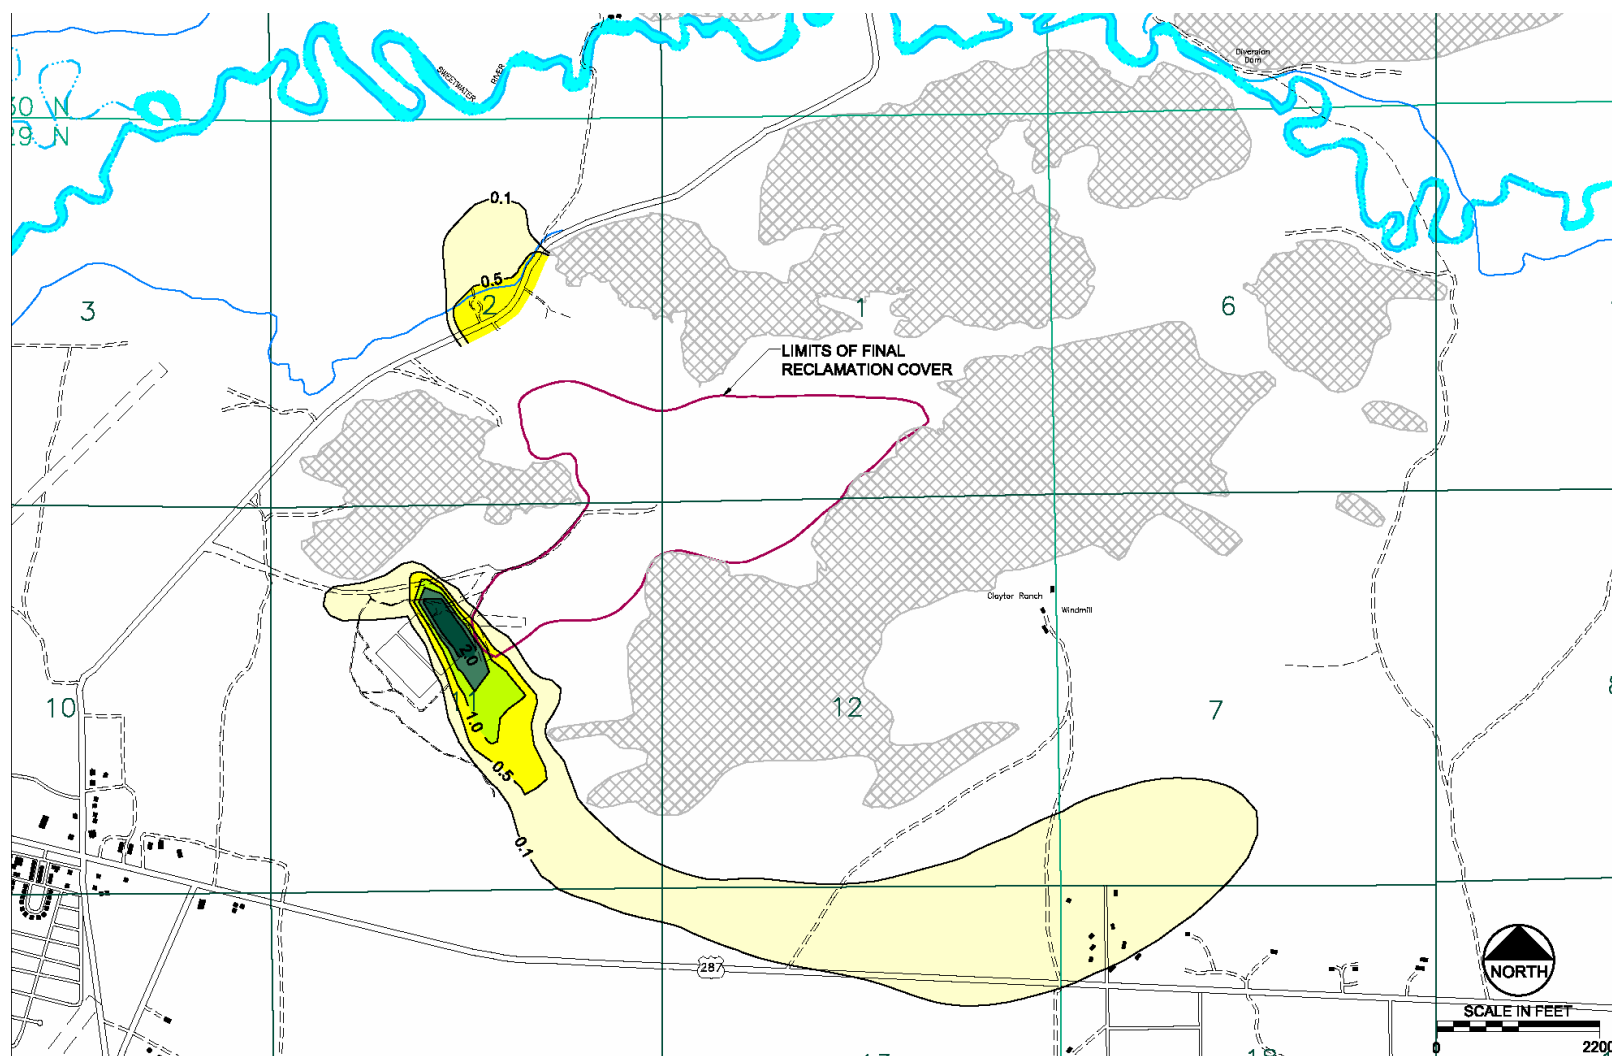 Diversion
Dam
SWEETWATER RIVER
30 N
29 N
0.1
0.5
2
3
1
6
LIMITS OF FINAL
RECLAMATION COVER
Claytor Ranch
Windmill
2.0
10
11
1.0
12
7
8
0.5
0.1
287
NORTH
SCALE IN FEET
0
2200